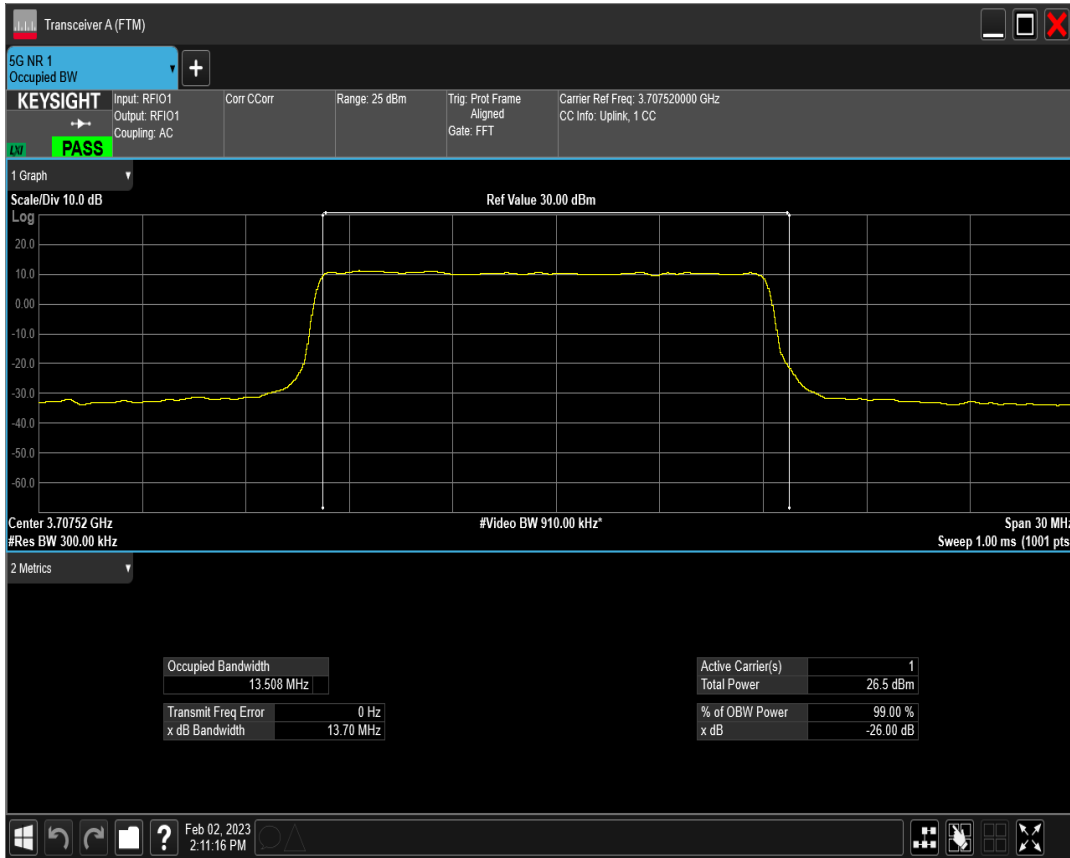 Transceiver A (FTM)
5G NR 1
Occupied BW
+
KEYSIGHT
LXI
PASS
Input: RFIO1
Output: RFIO1
Coupling: AC
Corr CCorr
Range: 25 dBm
Trig: Prot Frame
Aligned
Gate: FFT
Carrier Ref Freq: 3.707520000 GHz
CC Info: Uplink, 1 CC
1 Graph
Scale/Div 10.0 dB
Ref Value 30.00 dBm
Log
20.0
10.0
0.00
-10.0
-20.0
-30.0
-40.0
-50.0
-60.0
Center 3.70752 GHz
#Video BW 910.00 kHz*
Span 30 MHz
#Res BW 300.00 kHz
Sweep 1.00 ms (1001 pts
2 Metrics
Occupied Bandwidth
13.508 MHz
Transmit Freq Error 0 Hz
x dB Bandwidth 13.70 MHz
Active Carrier(s) 1
Total Power 26.5 dBm
% of OBW Power 99.00 %
x dB -26.00 dB
?
Feb 02, 2023
2:11:16 PM